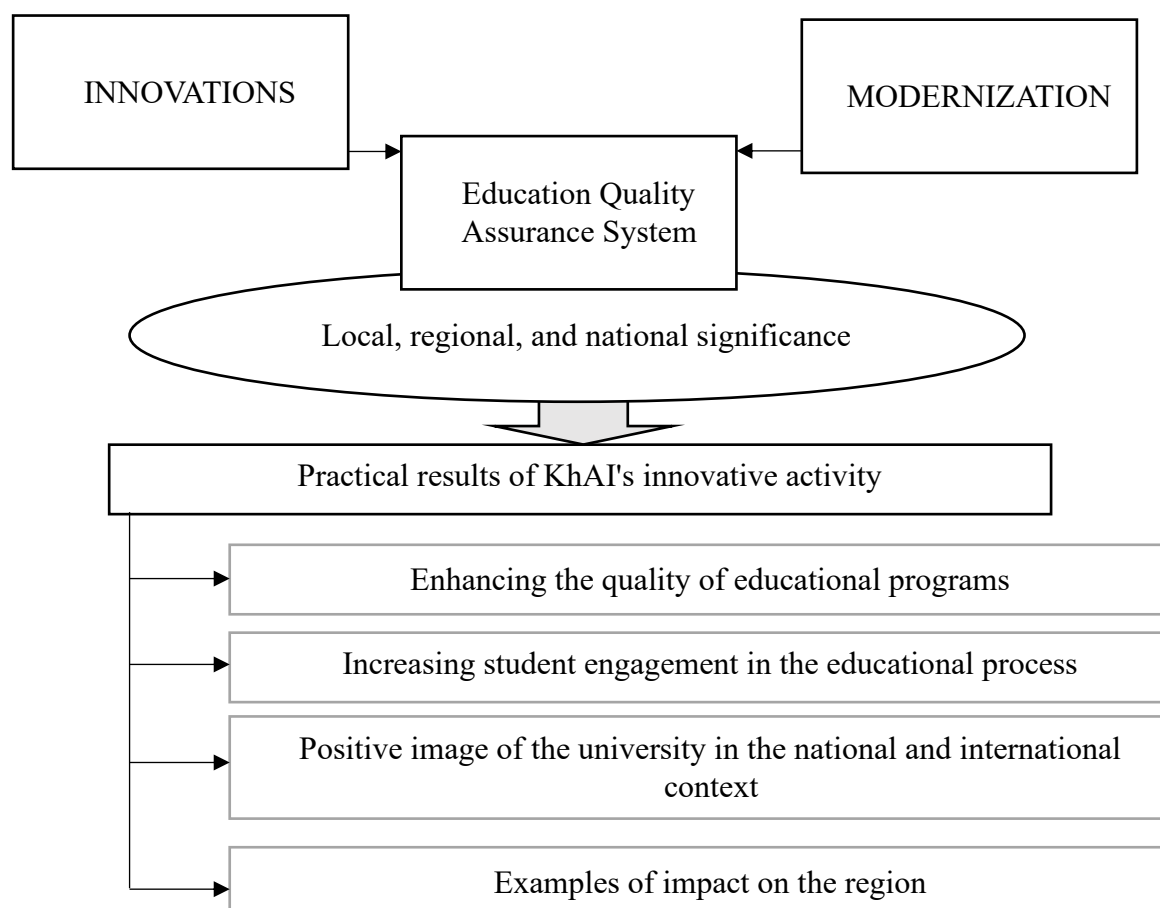 INNOVATIONS
MODERNIZATION
Education Quality
Assurance System
Local, regional, and national significance
Practical results of KhAI's innovative activity
Enhancing the quality of educational programs
Increasing student engagement in the educational process
Positive image of the university in the national and international
context
Examples of impact on the region